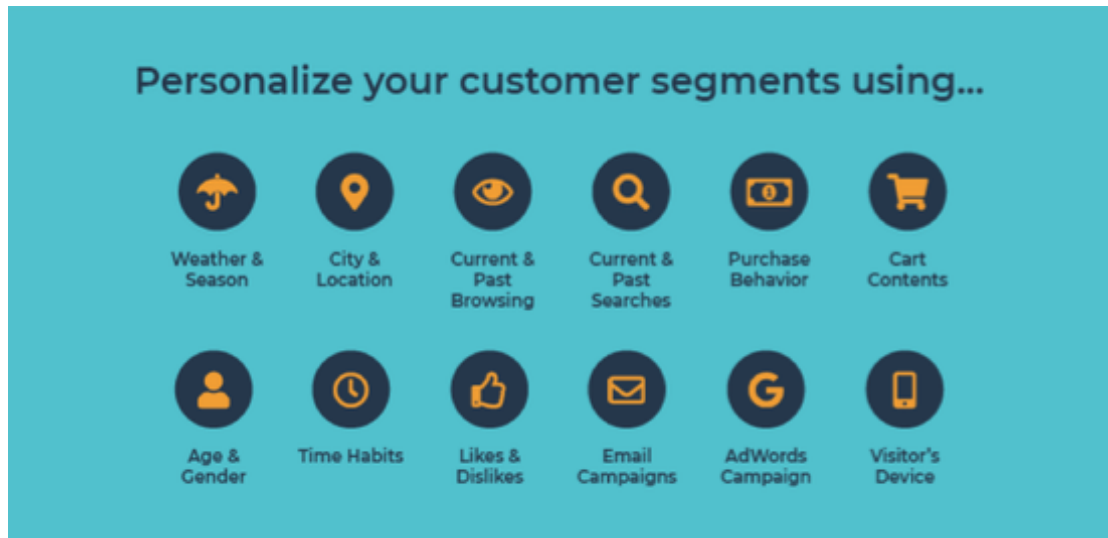 Personalize your customer segments using...
Weather &
Season
City &
Location
Current &
Past
Browsing
Current &
Past
Searches
Purchase
Behavior
Cart
Contents
Age &
Gender
Time Habits
Likes &
Dislikes
Email
Campaigns
AdWords
Campaign
Visitor's
Device